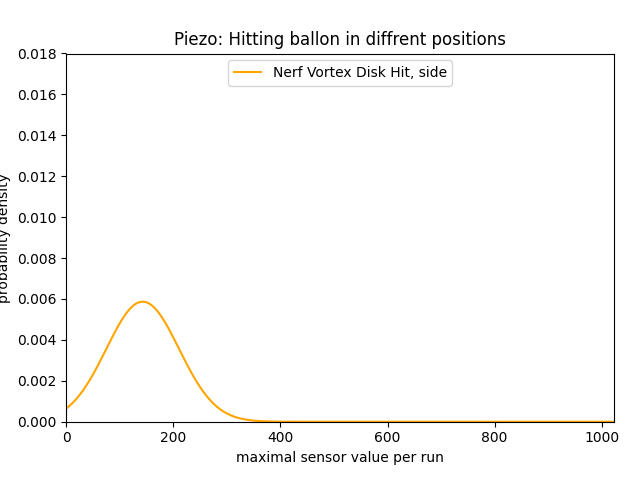 Piezo: Hitting ballon in diffrent positions
Nerf Vortex Disk Hit, side
0.018
0.016
0.014
0.012
0.010
0.008
0.006
0.004
0.002
0.000
probability density
0 200 400 600 800 1000
maximal sensor value per run